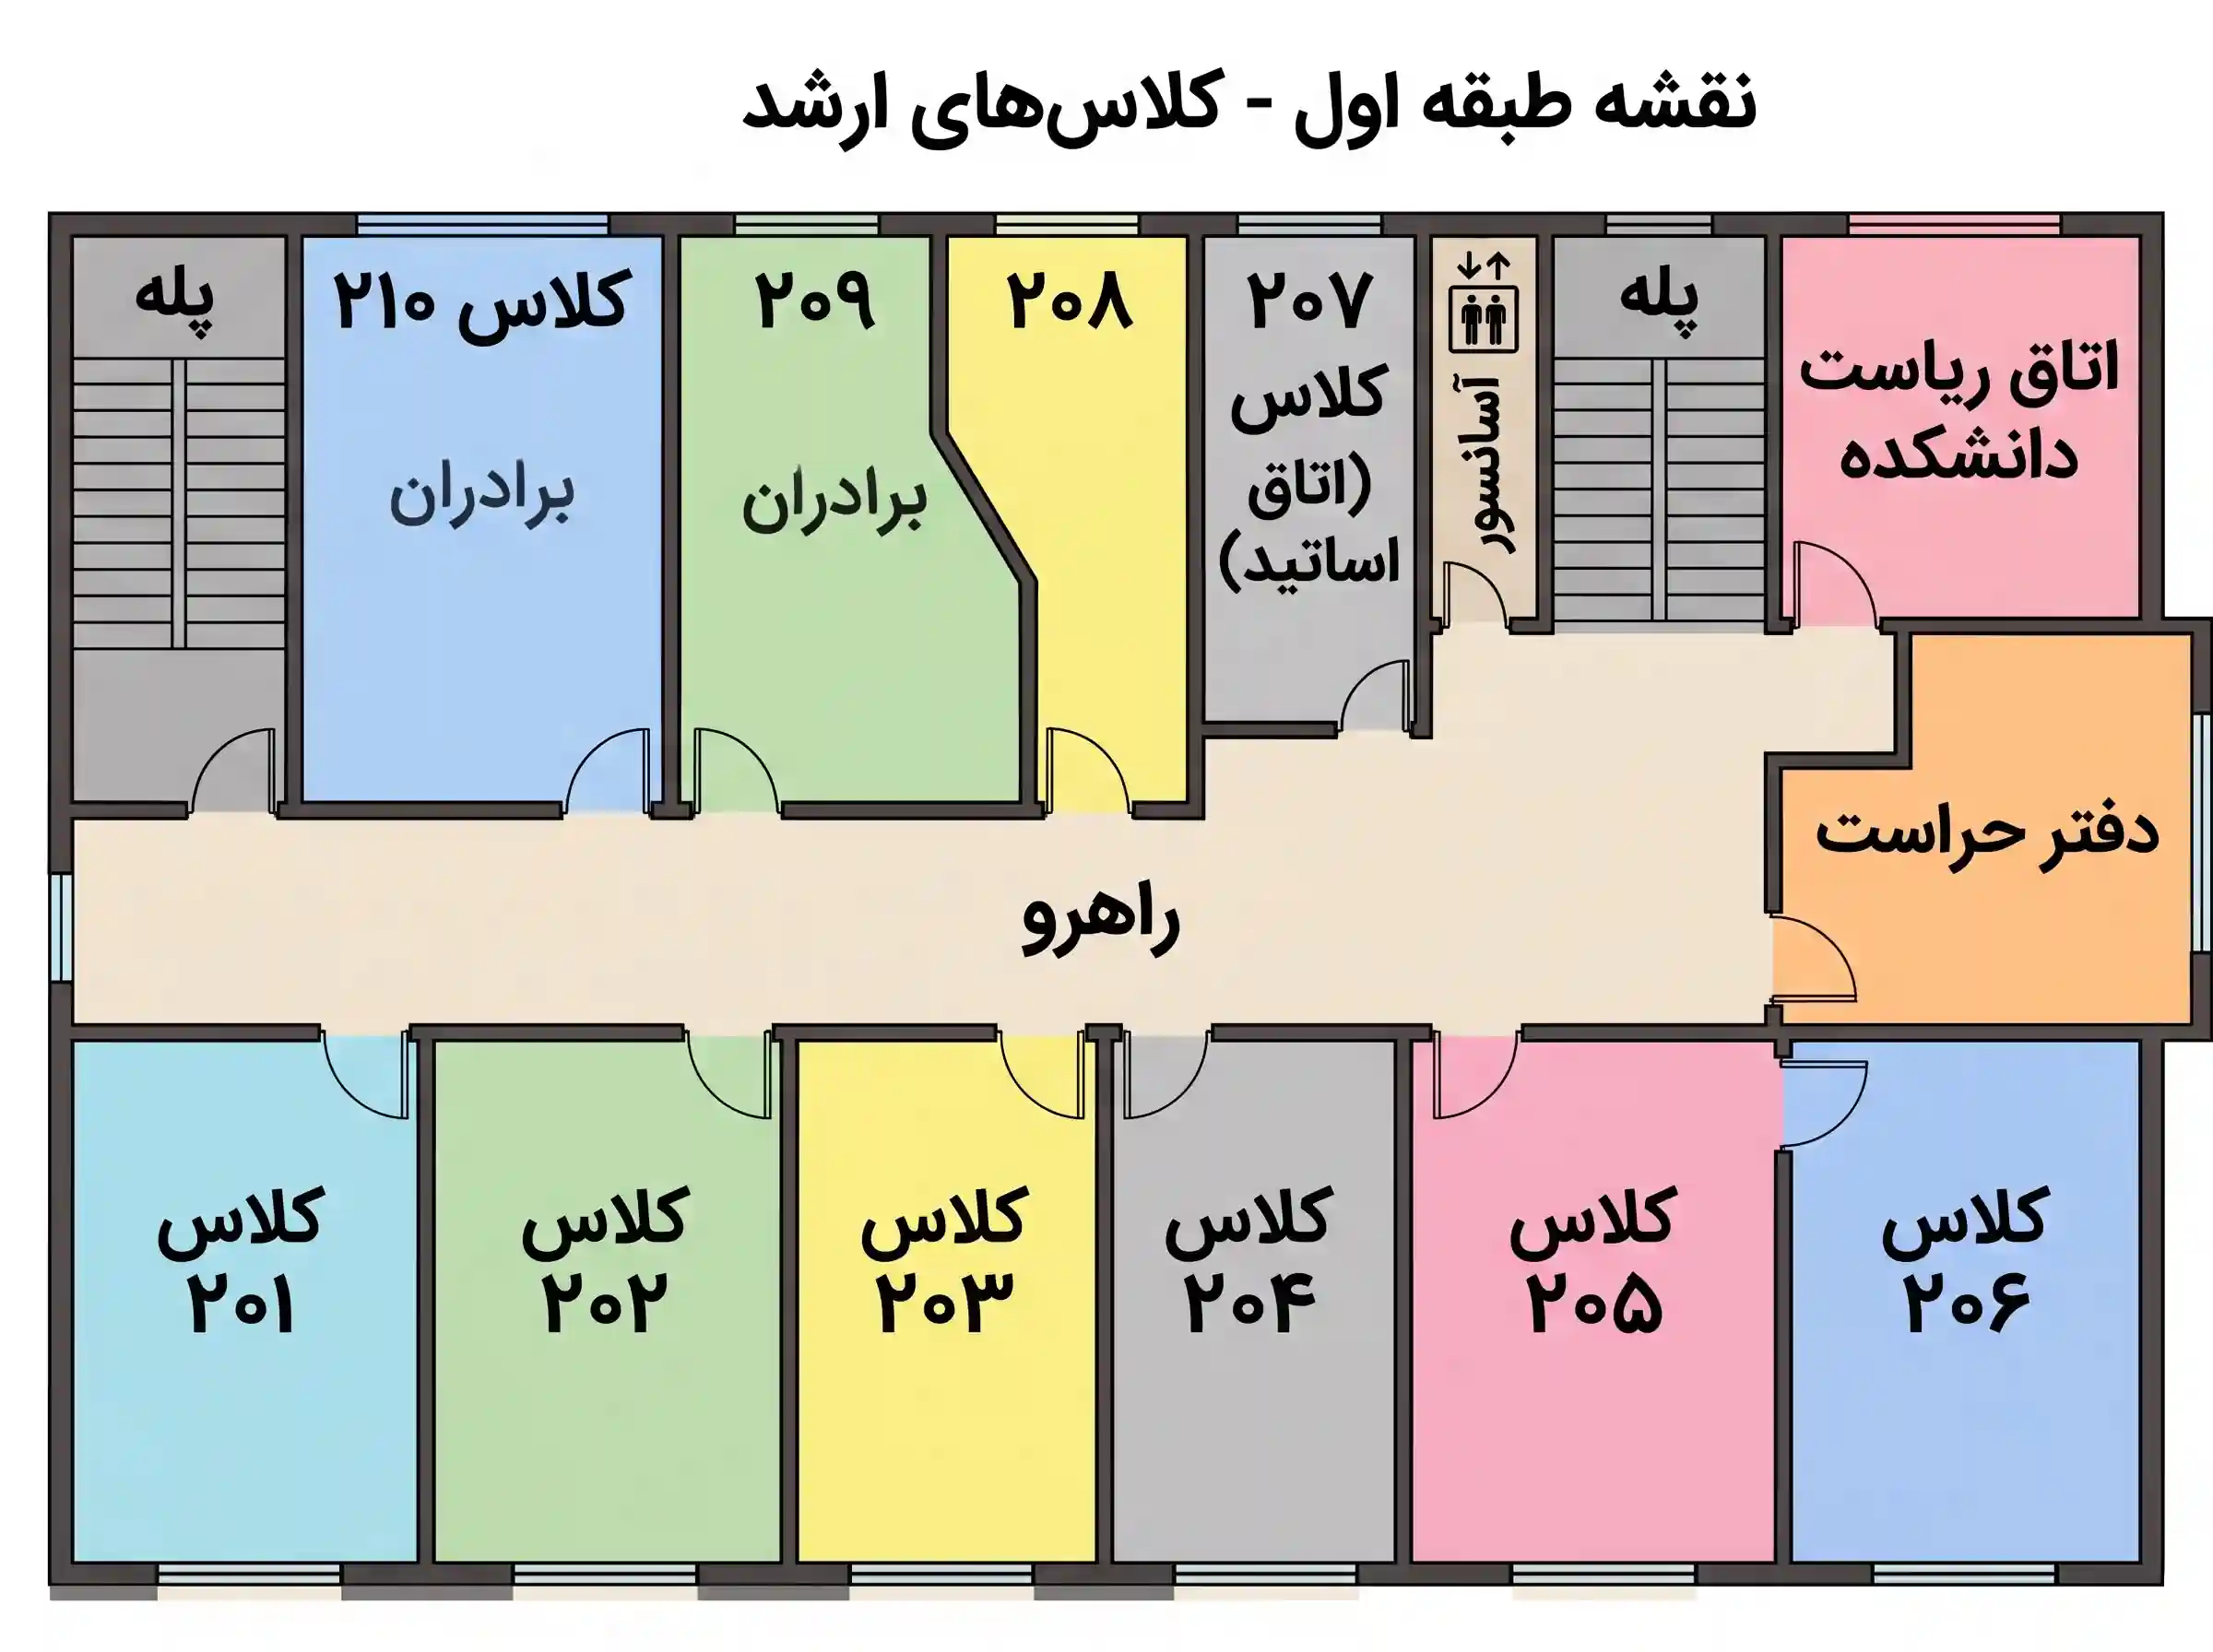 نقشه طبقه اول - کلاس‌های ارشد
اتاق ریاست
دانشکده
پله
آسانسور
۲۰۷
کلاس
(اتاق
اساتید)
۲۰۸
۲۰۹
برادران
کلاس ۲۱۰
برادران
پله
دفتر حراست
راهرو
کلاس
۲۰۶
کلاس
۲۰۵
کلاس
۲۰۴
کلاس
۲۰۳
کلاس
۲۰۲
کلاس
۲۰۱